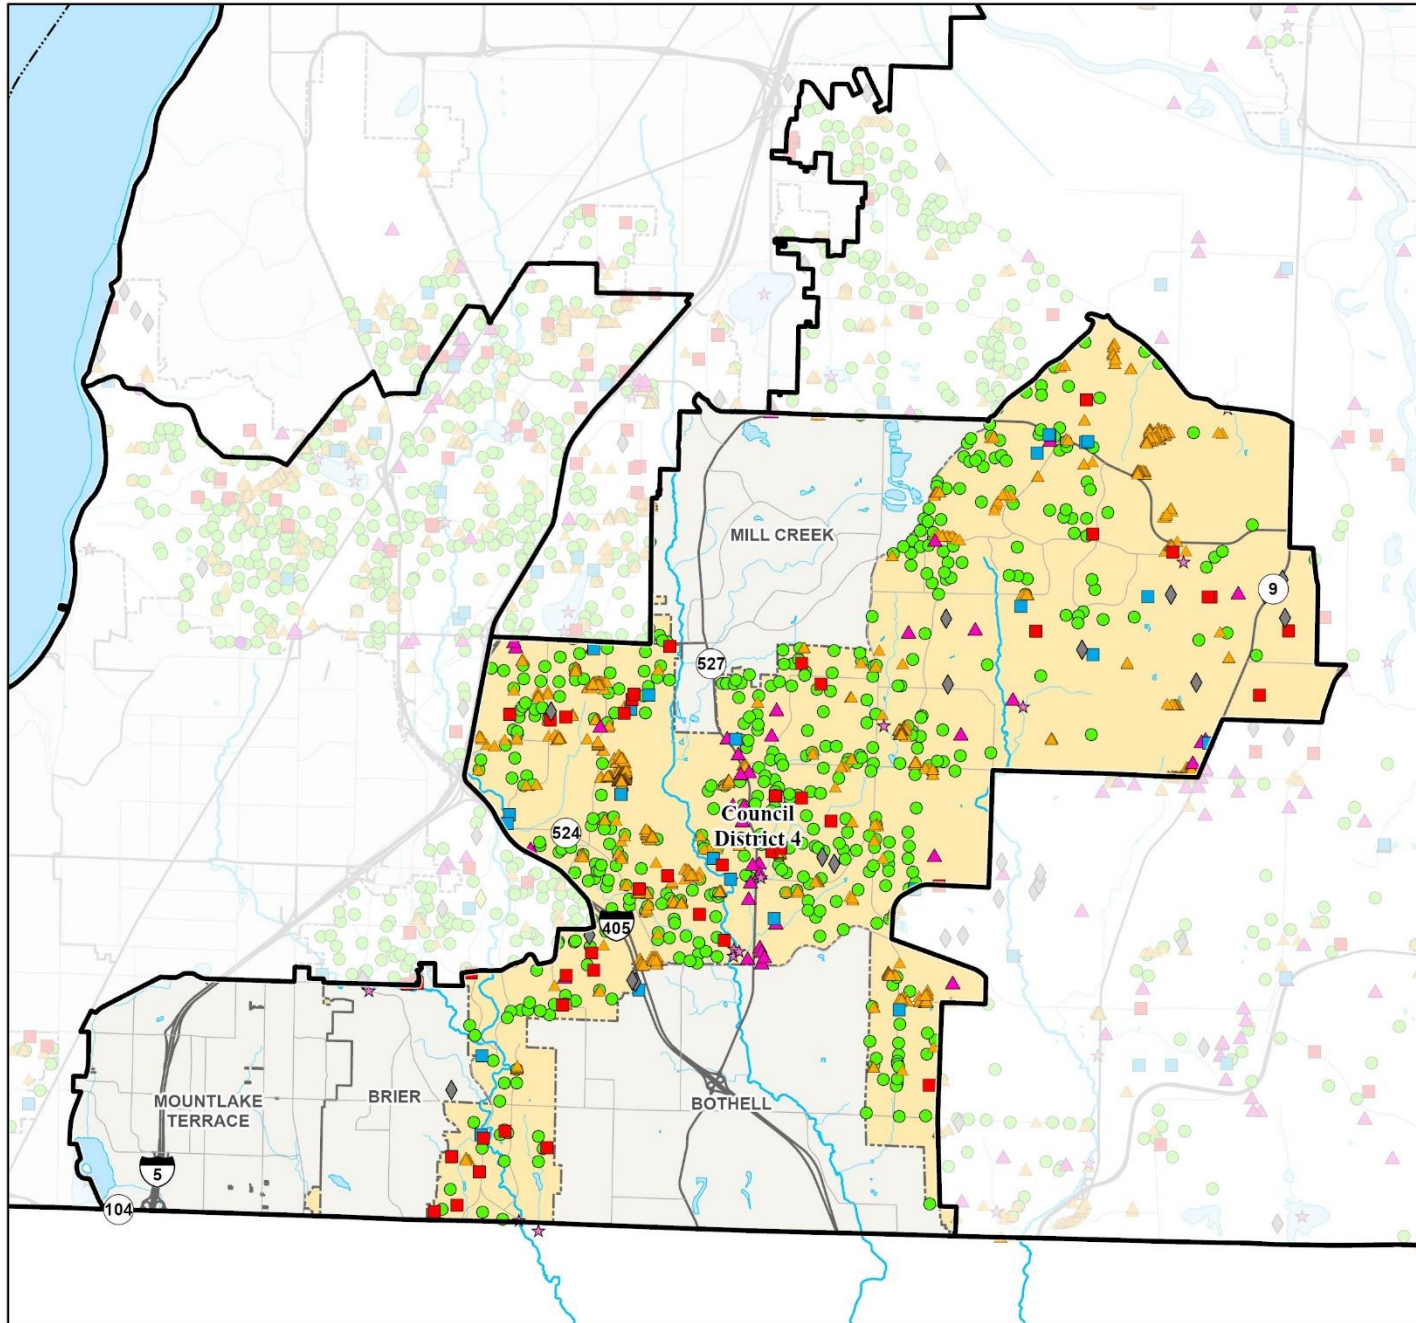 MILL CREEK
9
527
Council
District 4
524
405
MOUNTLAKE
TERRACE
BRIER
BOTHELL
5
104